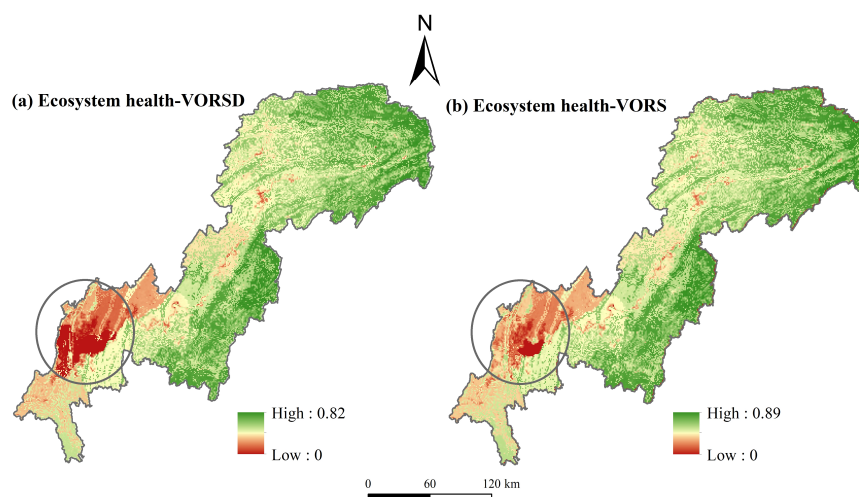 N
(a) Ecosystem health-VORSD
(b) Ecosystem health-VORS
High : 0.82
Low : 0
High : 0.89
Low : 0
0 60 120 km